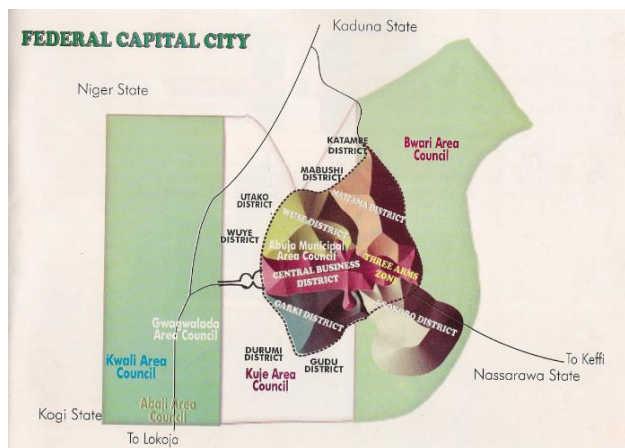 Kaduna State
FEDERAL CAPITAL CITY
Niger State
KATAMPE
DISTRICT
Bwari Area
Council
MABUSHI
DISTRICT
MAITAMA DISTRICT
UTAKO
DISTRICT
WUSE DISTRICT
WUYE
DISTRICT
Abuja Municipal
Area Council
THREE ARMS
ZONE
CENTRAL BUSINESS
DISTRICT
GARKI DISTRICT
ASOKORO DISTRICT
Gwagwalada
Area Council
DURUMI
DISTRICT
GUDU
DISTRICT
Kwali Area
Council
Kuje Area
Council
To Keffi
Nassarawa State
Abaji Area
Council
Kogi State
To Lokoja